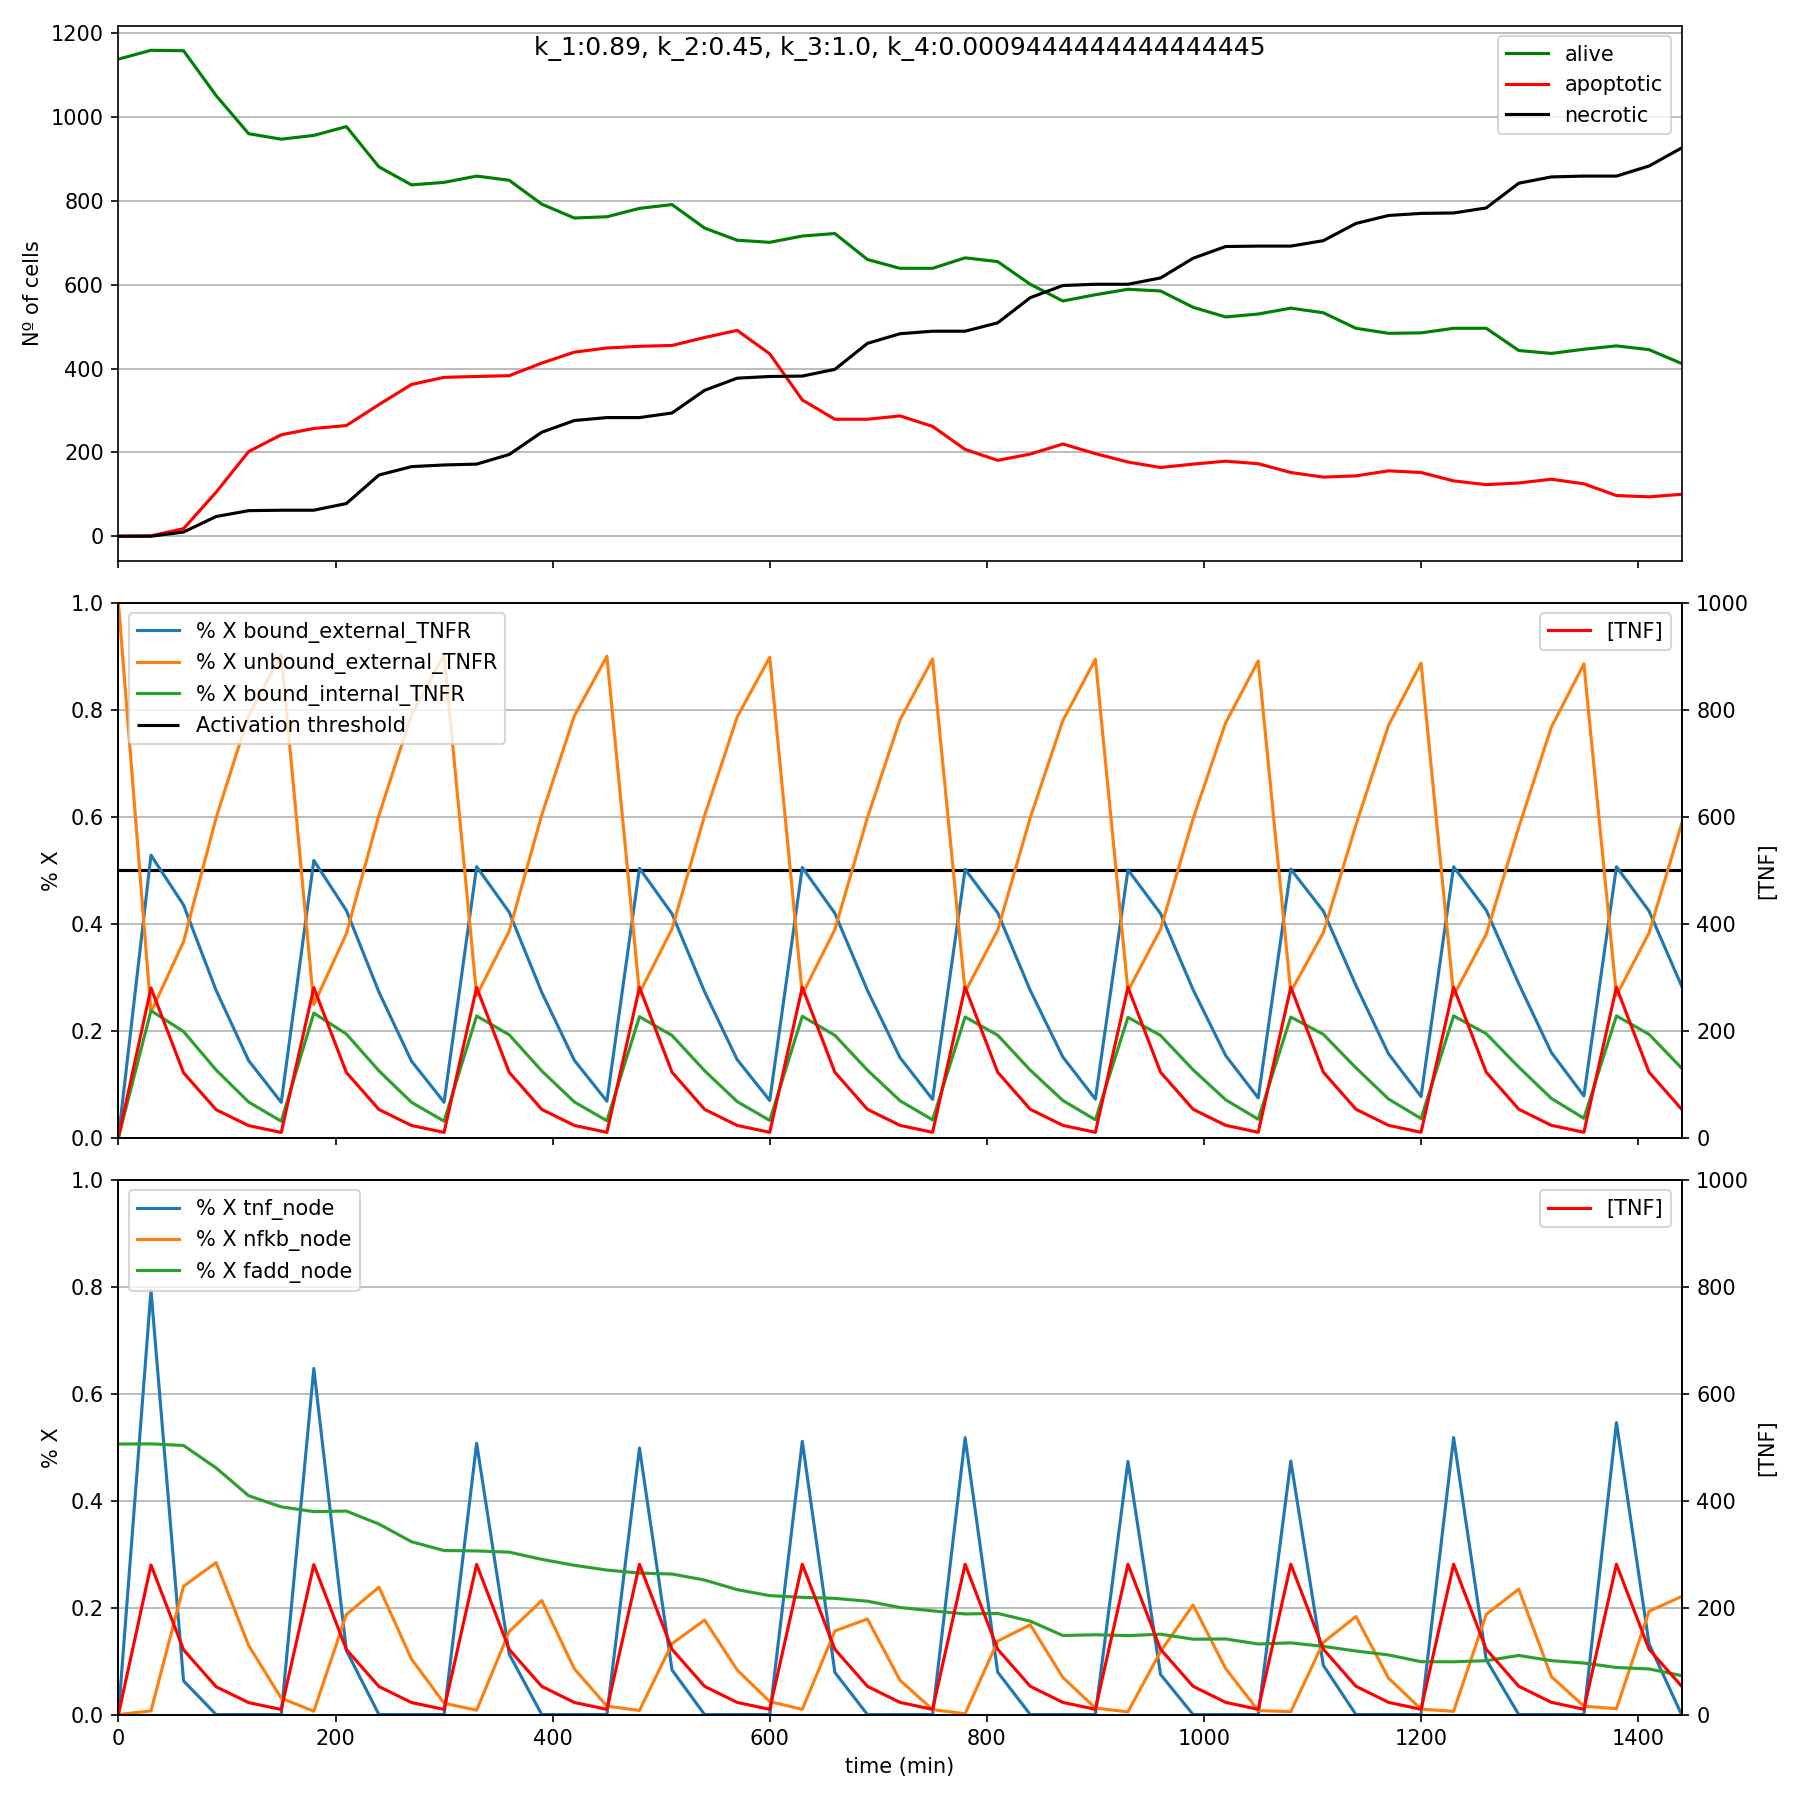 k_1:0.89, k_2:0.45, k_3:1.0, k_4:0.0009444444444444445
alive
apoptotic
necrotic
1200
1000
800
600
400
200
0
Nº of cells
% X bound_external_TNFR
% X unbound_external_TNFR
% X bound_internal_TNFR
Activation threshold
[TNF]
1.0
0.8
0.6
0.4
0.2
0.0
% X
1000
800
600
400
200
0
[TNF]
% X tnf_node
% X nfkb_node
% X fadd_node
[TNF]
1.0
0.8
0.6
0.4
0.2
0.0
% X
1000
800
600
400
200
0
[TNF]
0 200 400 600 800 1000 1200 1400
time (min)